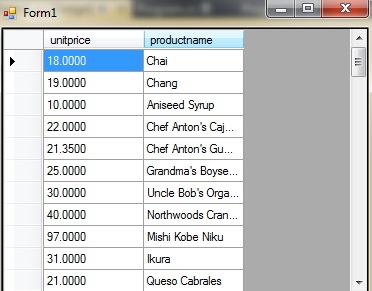 Form1
unitprice productname
18.0000 Chai
19.0000 Chang
10.0000 Aniseed Syrup
22.0000 Chef Anton's Caj...
21.3500 Chef Anton's Gu...
25.0000 Grandma's Boyse...
30.0000 Uncle Bob's Orga...
40.0000 Northwoods Cran...
97.0000 Mishi Kobe Niku
31.0000 Ikura
21.0000 Queso Cabrales